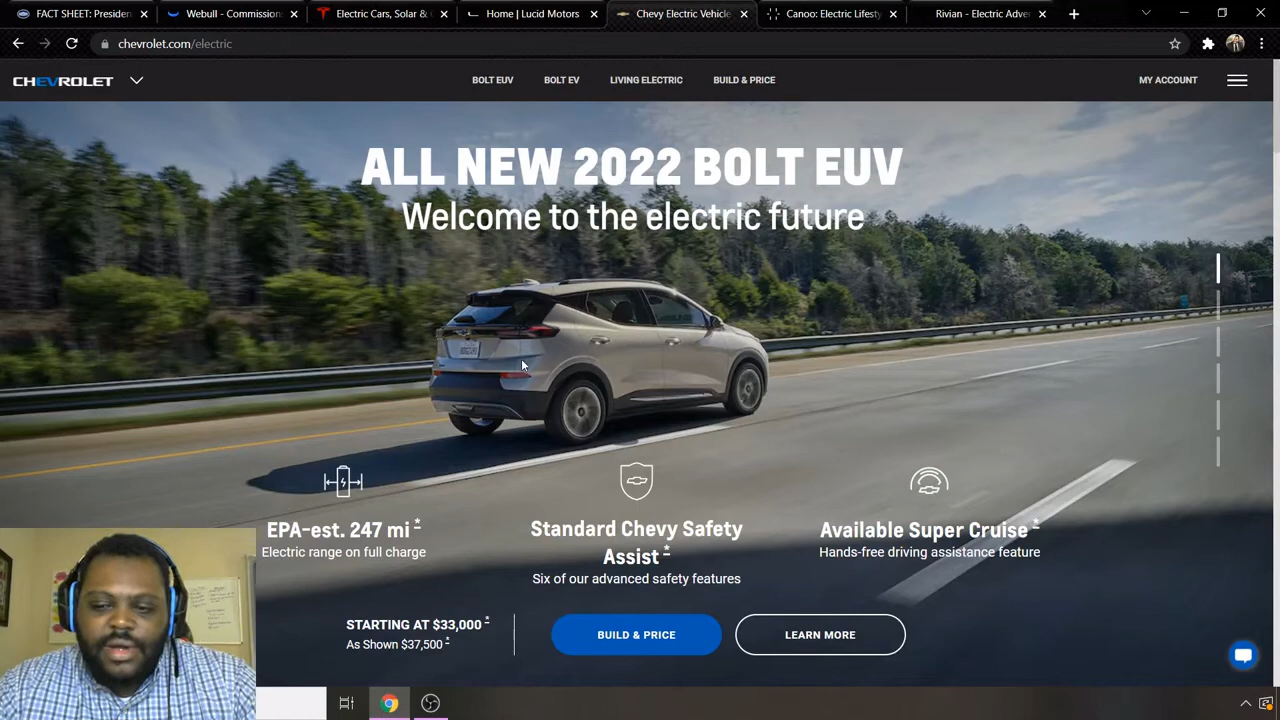 FACT SHEET: Presiden
Webull - Commission
Electric Cars, Solar & C
Home | Lucid Motors
Chevy Electric Vehicle
Canoo: Electric Lifesty
Rivian - Electric Adve
chevrolet.com/electric
CHEVROLET
BOLT EUV
BOLT EV
LIVING ELECTRIC
BUILD & PRICE
MY ACCOUNT
ALL NEW 2022 BOLT EUV
Welcome to the electric future
EPA-est. 247 mi *
Electric range on full charge
Standard Chevy Safety
Assist *
Six of our advanced safety features
Available Super Cruise *
Hands-free driving assistance feature
STARTING AT $33,000 *
As Shown $37,500 *
BUILD & PRICE
LEARN MORE